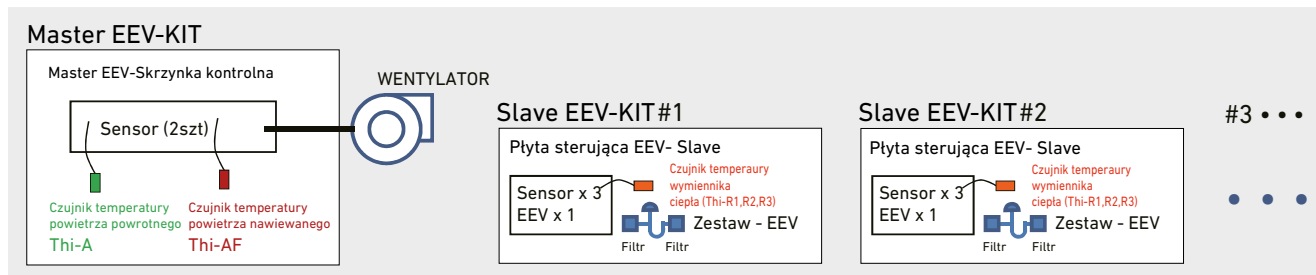 Master EEV-KIT
Master EEV-Skrzynka kontrolna
Sensor (2szt)
Czujnik temperatury
powietrza powrotnego
Thi-A
Czujnik temperatury
powietrza nawiewanego
Thi-AF
WENTYLATOR
Slave EEV-KIT#1
Płyta sterująca EEV- Slave
Sensor x 3
EEV x 1
Czujnik temperaury
wymiennika
ciepła (Thi-R1,R2,R3)
Zestaw - EEV
Filtr Filtr
Slave EEV-KIT#2
Płyta sterująca EEV- Slave
Sensor x 3
EEV x 1
Czujnik temperaury
wymiennika
ciepła (Thi-R1,R2,R3)
Zestaw - EEV
Filtr Filtr
#3 • • •